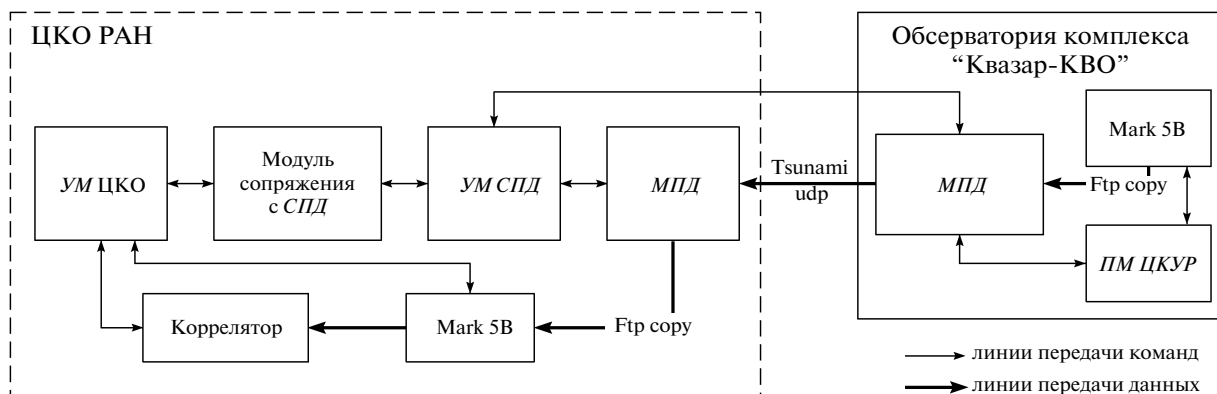 ЦКО РАН
Обсерватория комплекса
“Квазар-КВО”
УМ ЦКО
Модуль
сопряжения
с СПД
УМ СПД
МПД
Tsunami
udp
МПД
Mark 5B
Ftp copy
ПМ ЦКУР
Коррелятор
Mark 5B
Ftp copy
линии передачи команд
линии передачи данных